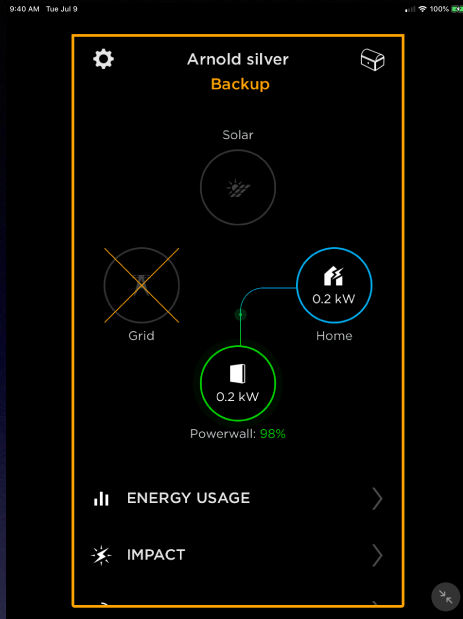 9:40 AM Tue Jul 9
100%
Arnold silver
Backup
Solar
0.2 kW
Grid
Home
0.2 kW
Powerwall: 98%
ENERGY USAGE
IMPACT